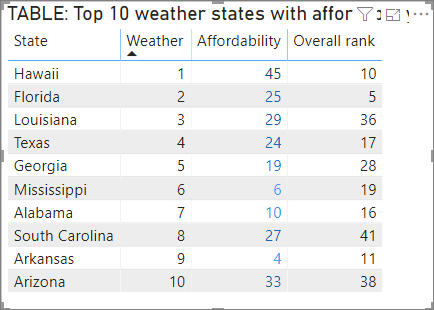 TABLE: Top 10 weather states with affor
State Weather Affordability Overall rank
Hawaii 1 45 10
Florida 2 25 5
Louisiana 3 29 36
Texas 4 24 17
Georgia 5 19 28
Mississippi 6 6 19
Alabama 7 10 16
South Carolina 8 27 41
Arkansas 9 4 11
Arizona 10 33 38